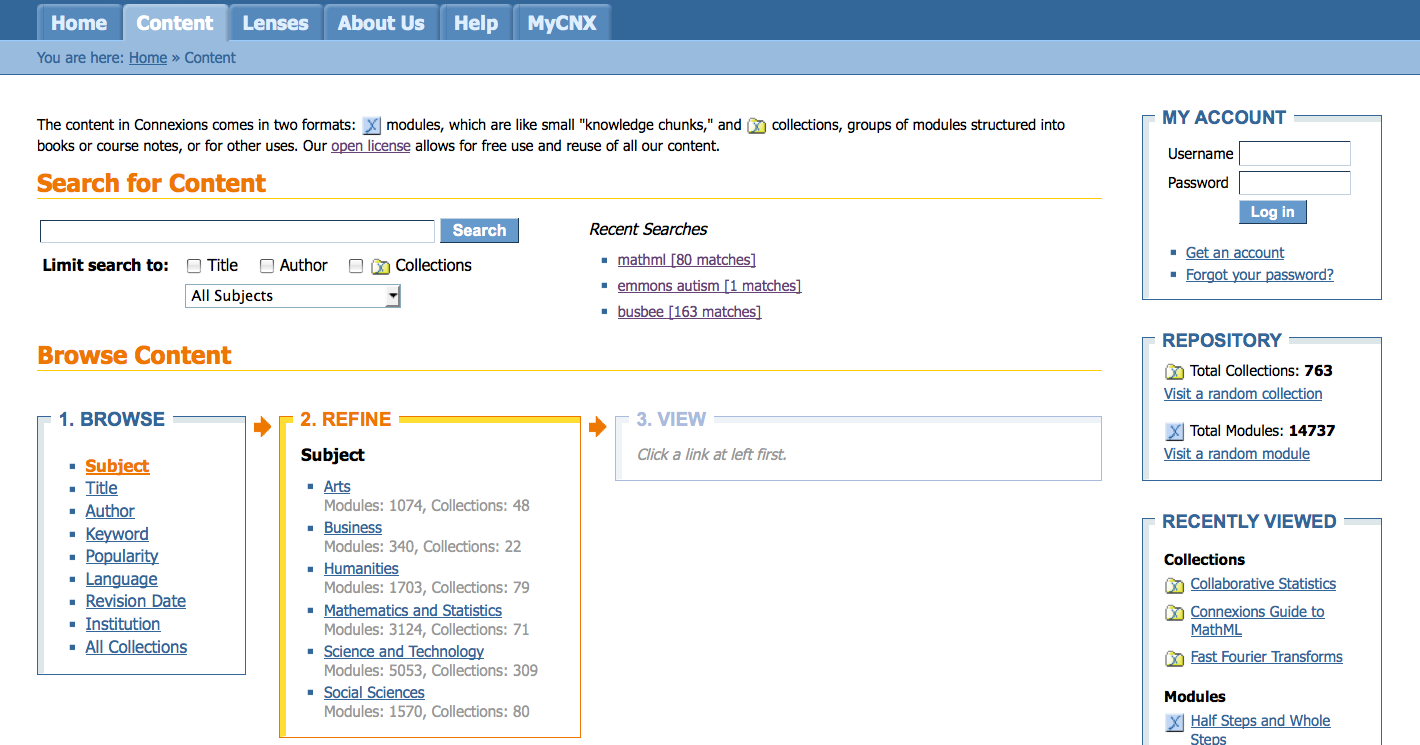 Home Content Lenses About Us Help MyCNX
You are here: Home » Content
The content in Connexions comes in two formats: modules, which are like small "knowledge chunks," and collections, groups of modules structured into
books or course notes, or for other uses. Our open license allows for free use and reuse of all our content.
Search for Content
Search
Limit search to: Title Author Collections
All Subjects
Recent Searches
mathml [80 matches]
emmons autism [1 matches]
busbee [163 matches]
Browse Content
1. BROWSE
Subject
Title
Author
Keyword
Popularity
Language
Revision Date
Institution
All Collections
2. REFINE
Subject
Arts
Modules: 1074, Collections: 48
Business
Modules: 340, Collections: 22
Humanities
Modules: 1703, Collections: 79
Mathematics and Statistics
Modules: 3124, Collections: 71
Science and Technology
Modules: 5053, Collections: 309
Social Sciences
Modules: 1570, Collections: 80
3. VIEW
Click a link at left first.
MY ACCOUNT
Username
Password
Log in
Get an account
Forgot your password?
REPOSITORY
Total Collections: 763
Visit a random collection
Total Modules: 14737
Visit a random module
RECENTLY VIEWED
Collections
Collaborative Statistics
Connexions Guide to
MathML
Fast Fourier Transforms
Modules
Half Steps and Whole
Steps